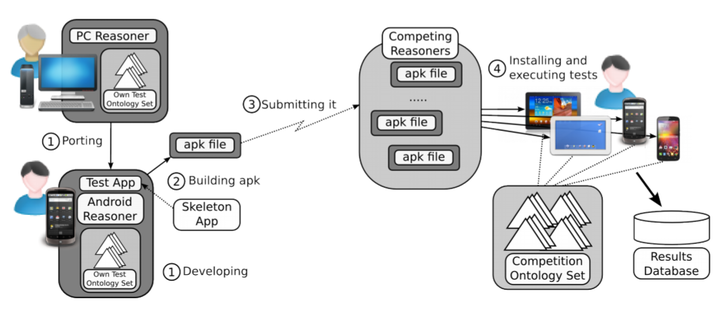 PC Reasoner
Own Test
Ontology Set
1 Porting
Test App
Android
Reasoner
Own Test
Ontology Set
1 Developing
apk file
2 Building apk
Skeleton
App
3 Submitting it
Competing
Reasoners
apk file
.....
apk file
apk file
4 Installing and
executing tests
Competition
Ontology Set
Results
Database